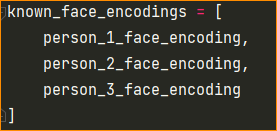 known_face_encodings = [
    person_1_face_encoding,
    person_2_face_encoding,
    person_3_face_encoding
]